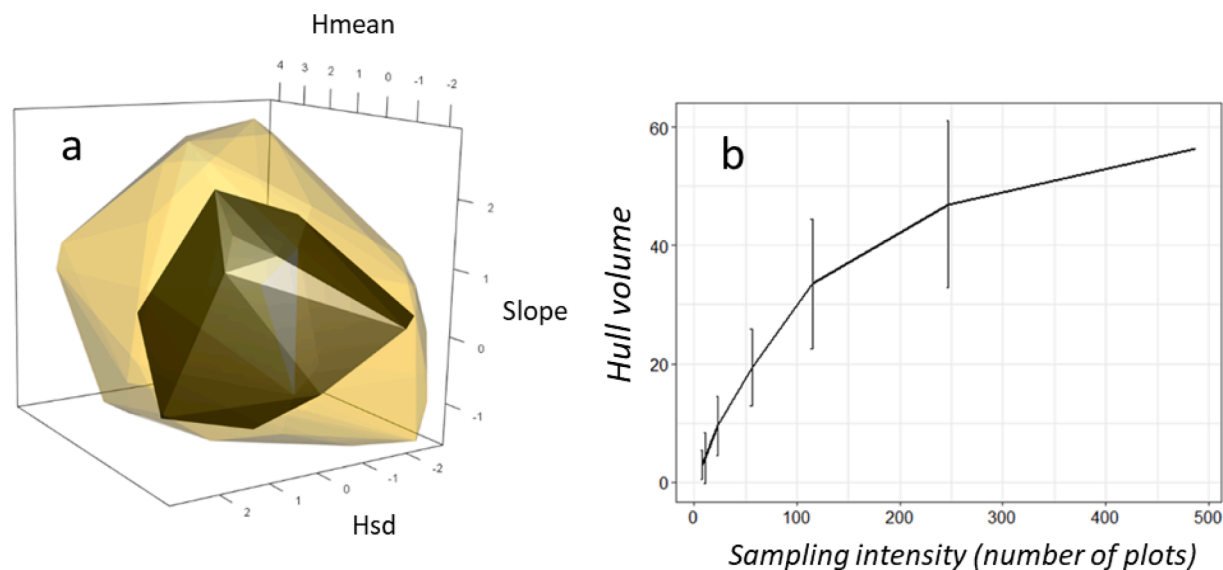 Hmean
4 3 2 1 0 -1 -2
a
2
1
Slope
0
-1
-2
-1
0
1
2
Hsd
b
60
40
20
0
Hull volume
0 100 200 300 400 500
Sampling intensity (number of plots)